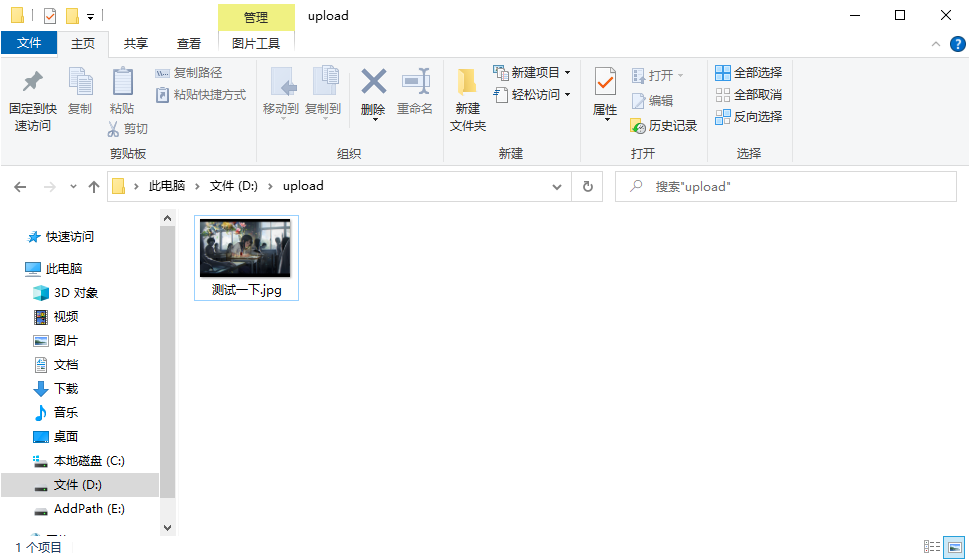 管理
upload
文件
主页
共享
查看
图片工具
固定到快
速访问
复制
粘贴
复制路径
粘贴快捷方式
剪切
剪贴板
移动到
复制到
删除
重命名
组织
新建
文件夹
新建项目
轻松访问
新建
属性
打开
编辑
历史记录
打开
全部选择
全部取消
反向选择
选择
此电脑 › 文件 (D:) › upload
搜索"upload"
快速访问
此电脑
3D 对象
视频
图片
文档
下载
音乐
桌面
本地磁盘 (C:)
文件 (D:)
AddPath (E:)
测试一下.jpg
1 个项目